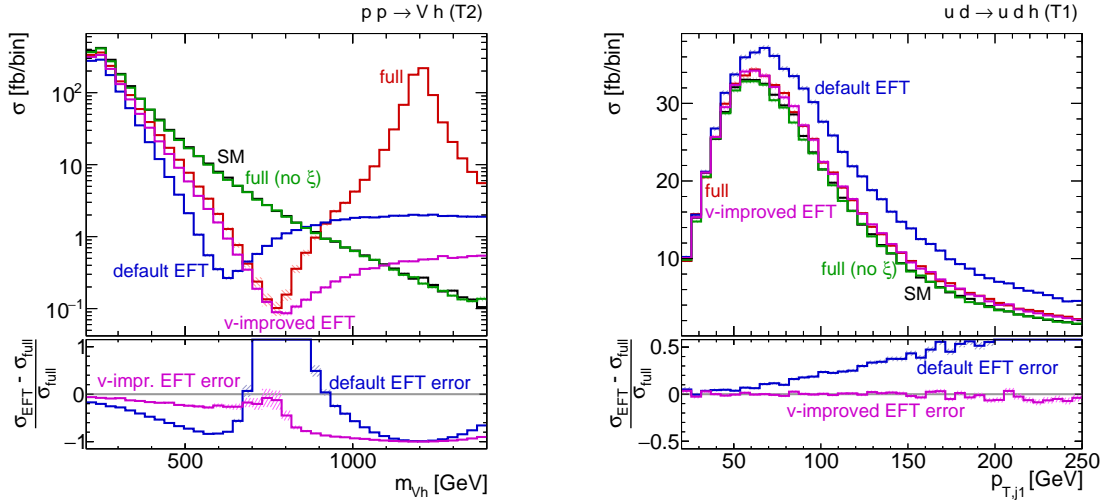 p p → V h (T2)
σ [fb/bin]
10²
10
1
10⁻¹
full
SM
full (no ξ)
default EFT
v-improved EFT
σ_EFT - σ_full
σ_full
1
0
−1
v-impr. EFT error
default EFT error
500
1000
m_Vh [GeV]
u d → u d h (T1)
σ [fb/bin]
30
20
10
default EFT
full
v-improved EFT
full (no ξ)
SM
σ_EFT - σ_full
σ_full
0.5
0
−0.5
default EFT error
v-improved EFT error
50
100
150
200
250
p_T,j1 [GeV]